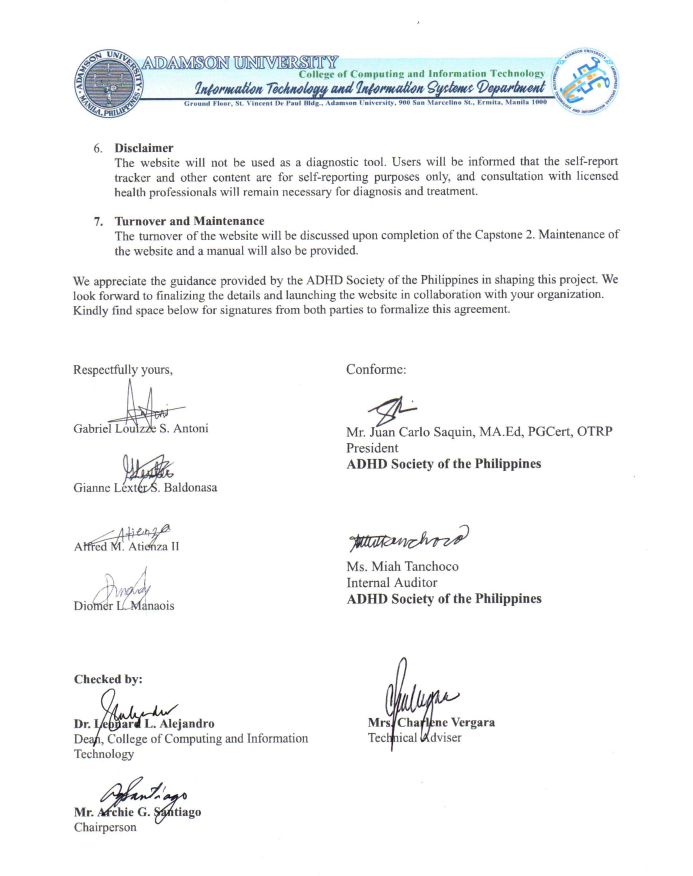 ADAMSON UNIVERSITY
College of Computing and Information Technology
Information Technology and Information Systems Department
Ground Floor, St. Vincent De Paul Bldg., Adamson University, 900 San Marcelino St., Ermita, Manila 1000
6. Disclaimer
The website will not be used as a diagnostic tool. Users will be informed that the self-report
tracker and other content are for self-reporting purposes only, and consultation with licensed
health professionals will remain necessary for diagnosis and treatment.
7. Turnover and Maintenance
The turnover of the website will be discussed upon completion of the Capstone 2. Maintenance of
the website and a manual will also be provided.
We appreciate the guidance provided by the ADHD Society of the Philippines in shaping this project. We
look forward to finalizing the details and launching the website in collaboration with your organization.
Kindly find space below for signatures from both parties to formalize this agreement.
Respectfully yours,
Gabriel Louizze S. Antoni
Gianne Lexter S. Baldonasa
Atienza
Alfred M. Atienza II
Diomer L. Manaois
Conforme:
Mr. Juan Carlo Saquin, MA.Ed, PGCert, OTRP
President
ADHD Society of the Philippines
Ms. Miah Tanchoco
Internal Auditor
ADHD Society of the Philippines
Checked by:
Dr. Leonard L. Alejandro
Dean, College of Computing and Information
Technology
Mr. Archie G. Santiago
Chairperson
Mrs. Charlene Vergara
Technical Adviser